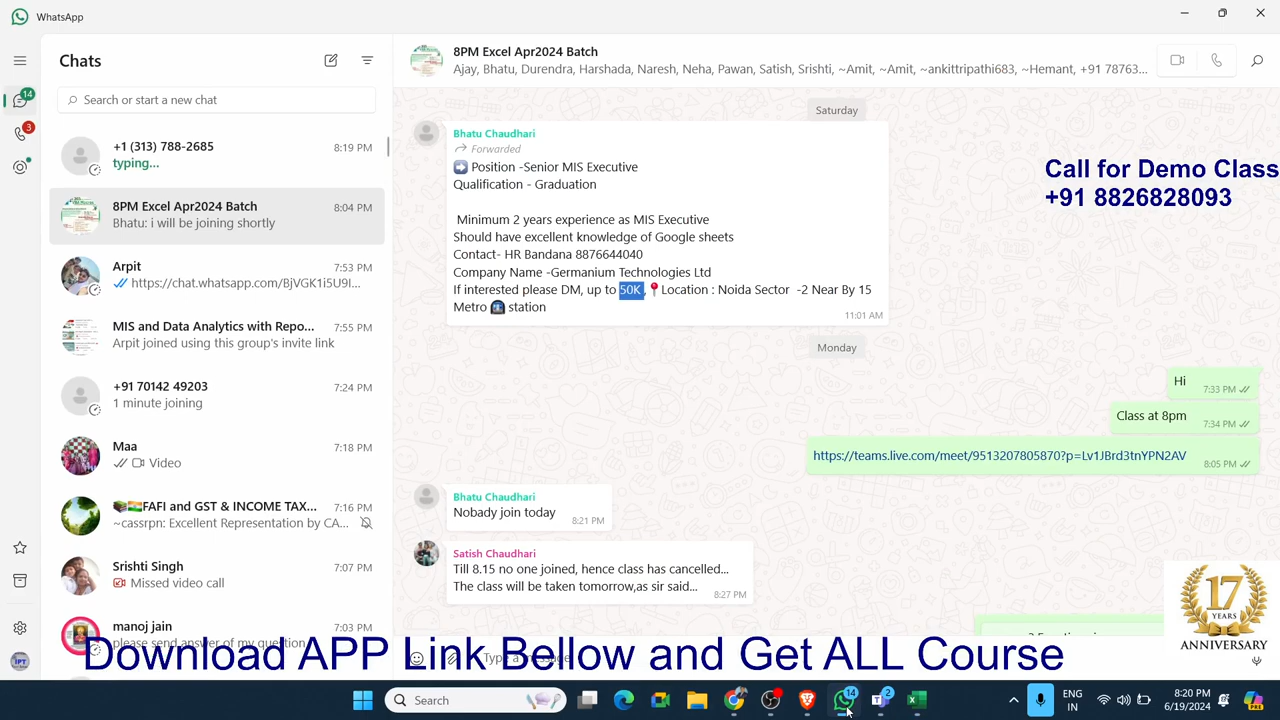 WhatsApp
Chats
Search or start a new chat
14
3
+1 (313) 788-2685
8:19 PM
typing...
8PM Excel Apr2024 Batch
8:04 PM
Bhatu: i will be joining shortly
Arpit
7:53 PM
https://chat.whatsapp.com/BjVGK1i5U9I...
MIS and Data Analytics with Repo...
7:55 PM
Arpit joined using this group's invite link
+91 70142 49203
7:24 PM
1 minute joining
Maa
7:18 PM
Video
FAFI and GST & INCOME TAX...
7:16 PM
~cassrpn: Excellent Representation by CA...
Srishti Singh
7:07 PM
Missed video call
manoj jain
7:03 PM
please send answer of my question
8PM Excel Apr2024 Batch
Ajay, Bhatu, Durendra, Harshada, Naresh, Neha, Pawan, Satish, Srishti, ~Amit, ~Amit, ~ankittripathi683, ~Hemant, +91 78763...
Saturday
Bhatu Chaudhari
Forwarded
Position -Senior MIS Executive
Qualification - Graduation
Minimum 2 years experience as MIS Executive
Should have excellent knowledge of Google sheets
Contact- HR Bandana 8876644040
Company Name -Germanium Technologies Ltd
If interested please DM, up to 50K , Location : Noida Sector -2 Near By 15
Metro station
11:01 AM
Monday
Hi
7:33 PM
Class at 8pm
7:34 PM
https://teams.live.com/meet/9513207805870?p=Lv1JBrd3tnYPN2AV
8:05 PM
Bhatu Chaudhari
Nobady join today
8:21 PM
Satish Chaudhari
Till 8.15 no one joined, hence class has cancelled...
The class will be taken tomorrow,as sir said...
8:27 PM
Call for Demo Class
+91 8826828093
17
YEARS
ANNIVERSARY
Download APP Link Bellow and Get ALL Course
IPT
Search
14
2
ENG
IN
8:20 PM
6/19/2024